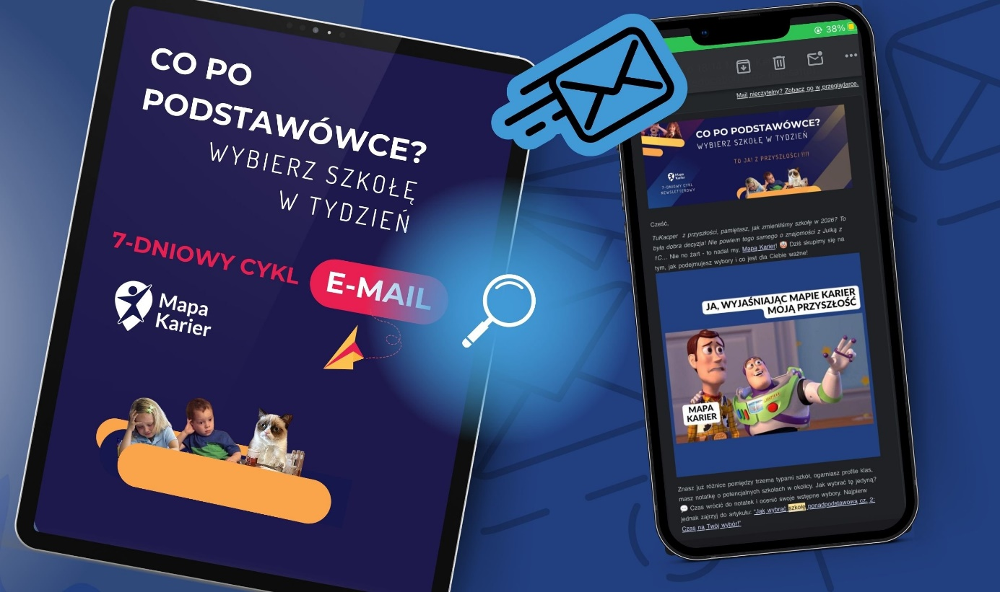 CO PO
PODSTAWÓWCE?
WYBIERZ SZKOŁĘ
W TYDZIEŃ
7-DNIOWY CYKL E-MAIL
Mapa
Karier
38%
Mail nieczytelny? Zobacz go w przeglądarce.
CO PO PODSTAWÓWCE?
WYBIERZ SZKOŁĘ W TYDZIEŃ
TO JA! Z PRZYSZŁOŚCI !!!!
Mapa
Karier
7-DNIOWY CYKL
NEWSLETTEROWY
Cześć,
TuKacper z przyszłości, pamiętasz, jak zmieniliśmy szkołę w 2026? To
była dobra decyzja! Nie powiem tego samego o znajomości z Julką z
1C... Nie no żart - to nadal my, Mapa Karier! 🤡 Dziś skupimy się na
tym, jak podejmujesz wybory i co jest dla Ciebie ważne!
JA, WYJAŚNIAJĄC MAPIE KARIER
MOJĄ PRZYSZŁOŚĆ
MAPA
KARIER
Znasz już różnice pomiędzy trzema typami szkół, ogarniasz profile klas,
masz notatkę o potencjalnych szkołach w okolicy. Jak wybrać tę jedyną?
💬 Czas wrócić do notatek i ocenić swoje wstępne wybory. Najpierw
jednak zajrzyj do artykułu: "Jak wybrać szkołę ponadpodstawową cz. 2:
Czas na Twój wybór!"